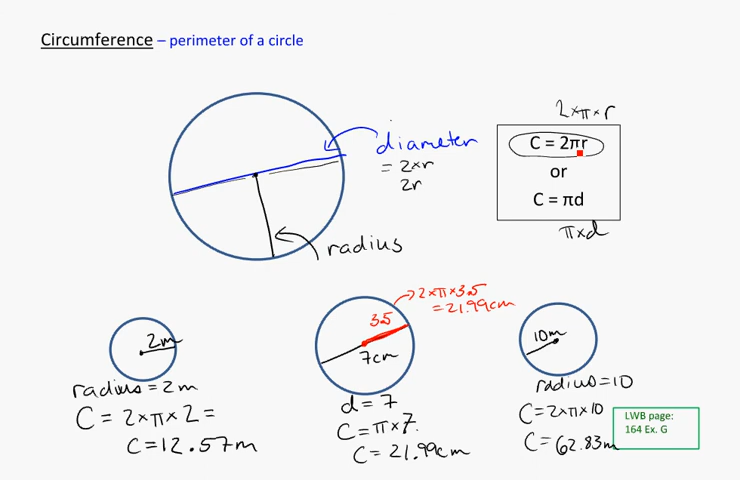 Circumference – perimeter of a circle
diameter
= 2×r
2r
radius
2×π×r
C = 2πr
or
C = πd
π×d
2m
radius = 2m
C = 2×π×2 =
C = 12.57m
3.5
2×π×3.5
= 21.99cm
7cm
d = 7
C = π×7.
C = 21.99cm
10m
radius = 10
C = 2×π×10
C = 62.83m
LWB page:
164 Ex. G